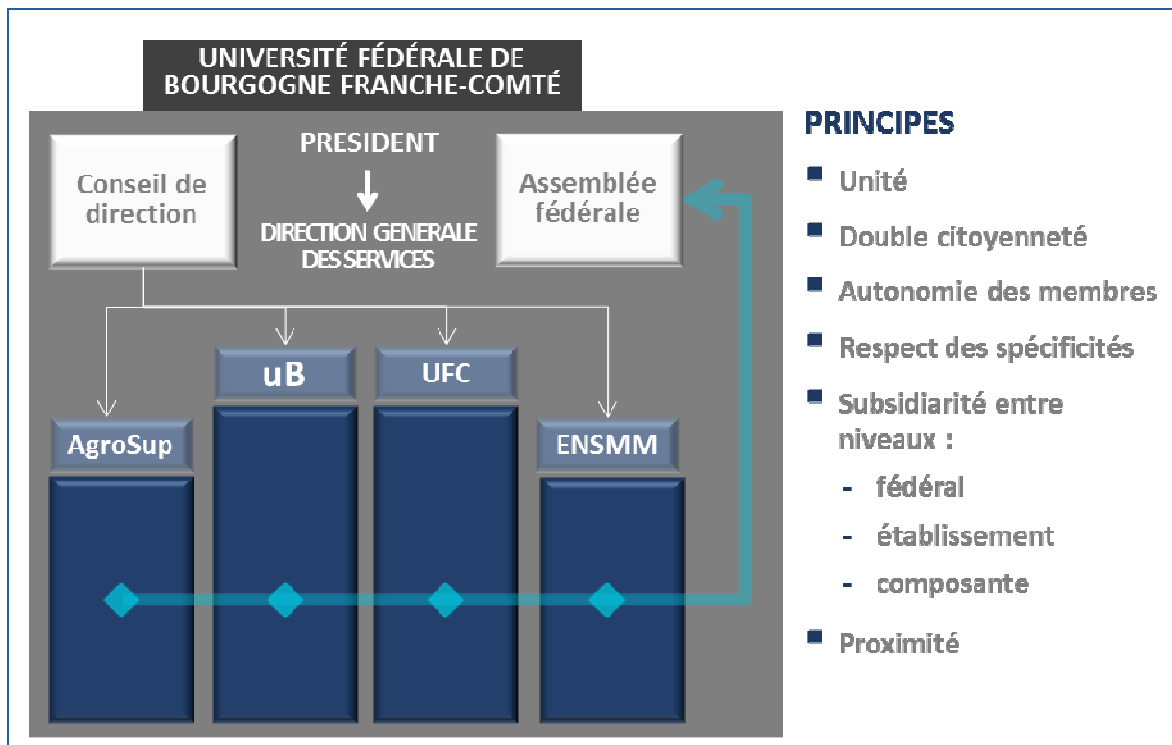 UNIVERSITÉ FÉDÉRALE DE
BOURGOGNE FRANCHE-COMTÉ
Conseil de
direction
PRESIDENT
DIRECTION GENERALE
DES SERVICES
Assemblée
fédérale
uB
UFC
AgroSup
ENSMM
PRINCIPES
▪ Unité
▪ Double citoyenneté
▪ Autonomie des membres
▪ Respect des spécificités
▪ Subsidiarité entre
niveaux :
- fédéral
- établissement
- composante
▪ Proximité